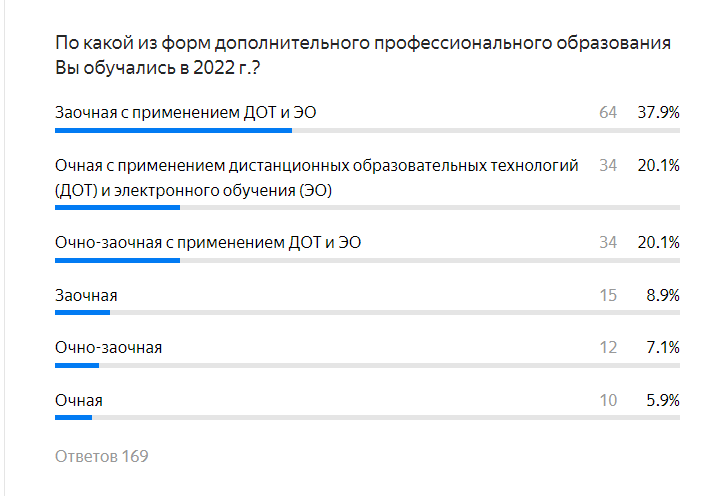 По какой из форм дополнительного профессионального образования
Вы обучались в 2022 г.?
Заочная с применением ДОТ и ЭО 64 37.9%
Очная с применением дистанционных образовательных технологий 34 20.1%
(ДОТ) и электронного обучения (ЭО)
Очно-заочная с применением ДОТ и ЭО 34 20.1%
Заочная 15 8.9%
Очно-заочная 12 7.1%
Очная 10 5.9%
Ответов 169